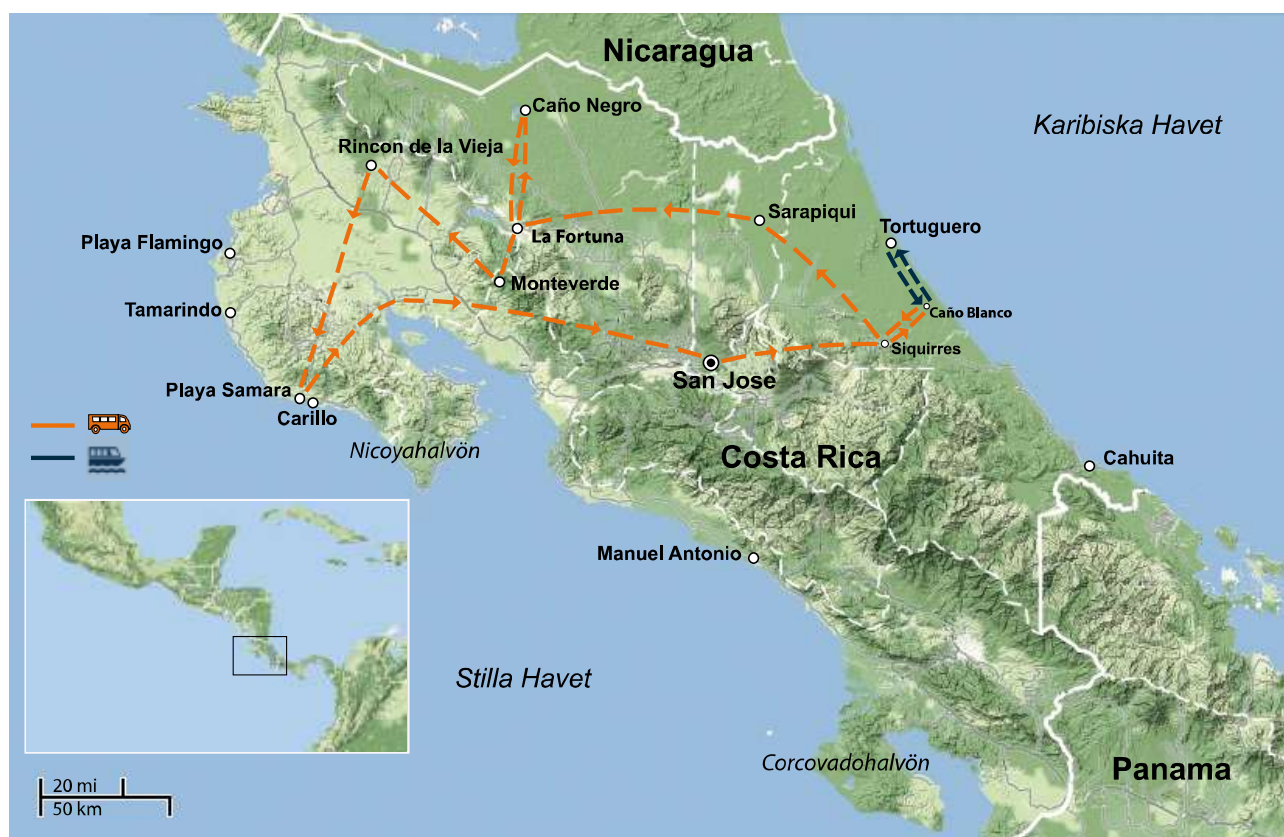 Nicaragua
Caño Negro
Karibiska Havet
Rincon de la Vieja
Sarapiqui
Tortuguero
La Fortuna
Playa Flamingo
Monteverde
Tamarindo
Caño Blanco
Siquirres
San Jose
Playa Samara
Carillo
Nicoyahalvön
Costa Rica
Cahuita
Manuel Antonio
Stilla Havet
Corcovadohalvön
Panama
20 mi
50 km